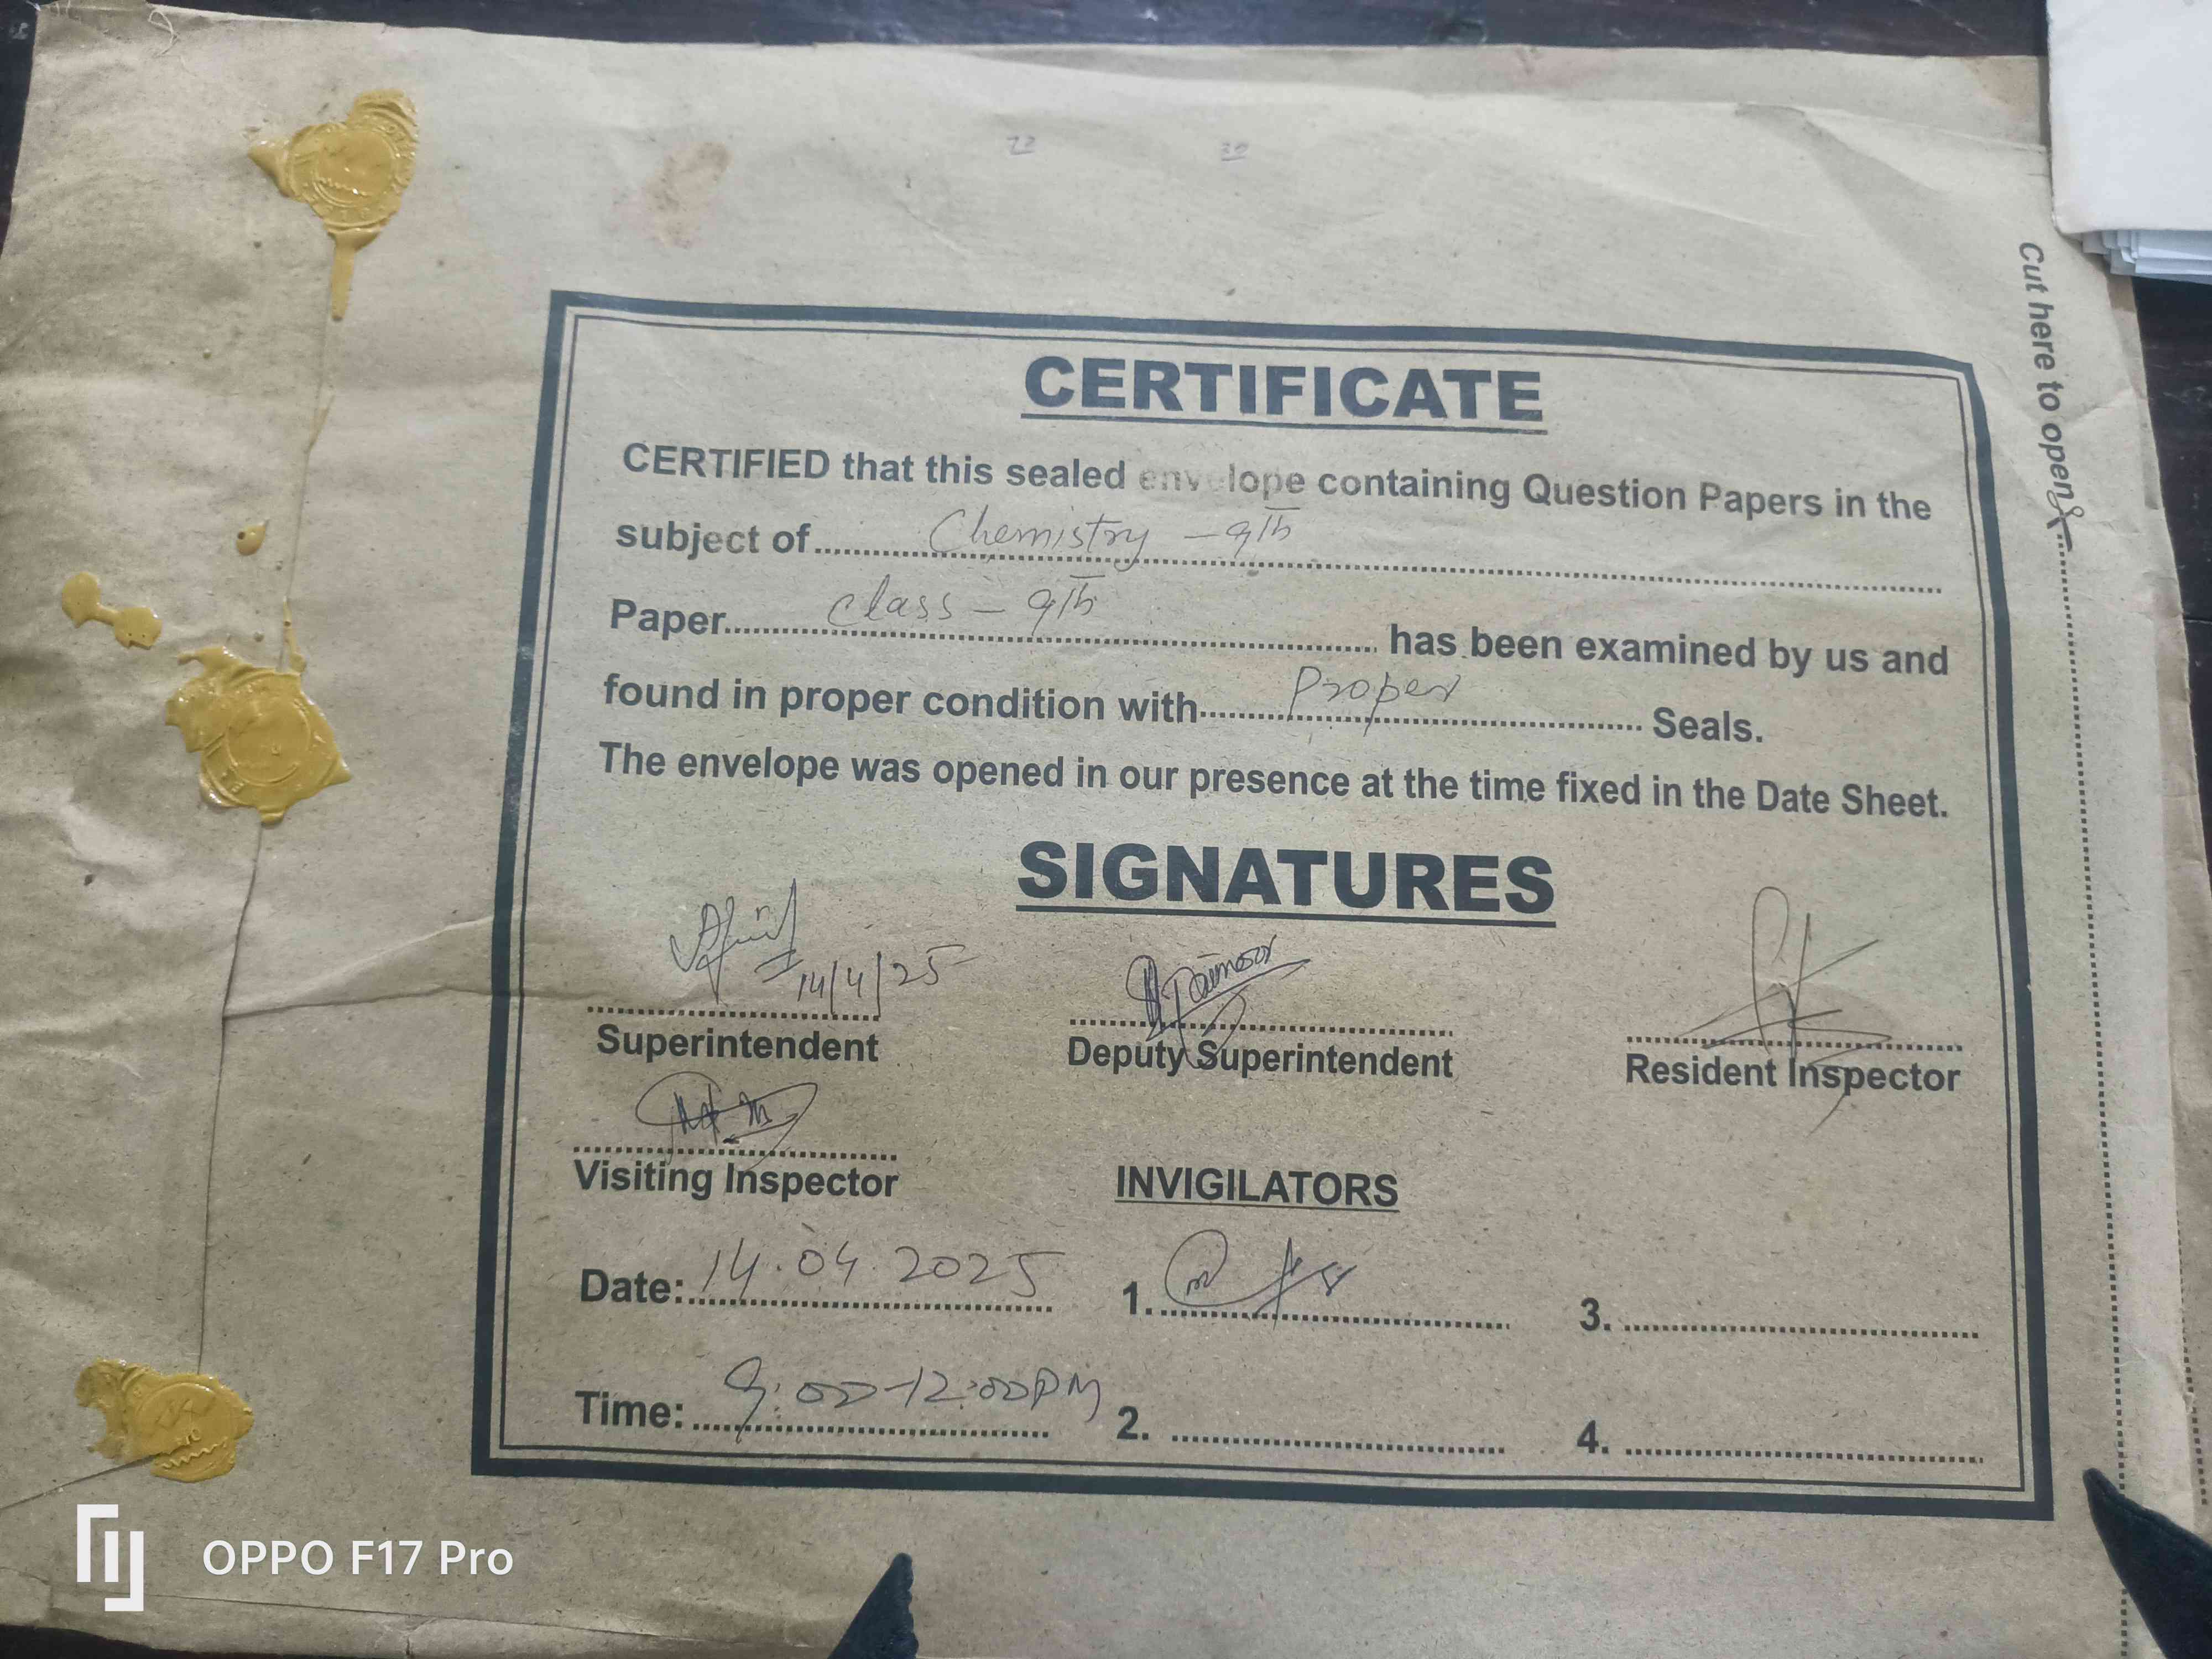 CERTIFICATE
CERTIFIED that this sealed envelope containing Question Papers in the
subject of Chemistry - 9th
Paper Class - 9th has been examined by us and
found in proper condition with Proper Seals.
The envelope was opened in our presence at the time fixed in the Date Sheet.
SIGNATURES
14/4/25
Taimoor
Superintendent Deputy Superintendent Resident Inspector
Visiting Inspector INVIGILATORS
Date: 14.04.2025 1. 3.
Time: 9:00-12:00PM 2. 4.
Cut here to open
OPPO F17 Pro